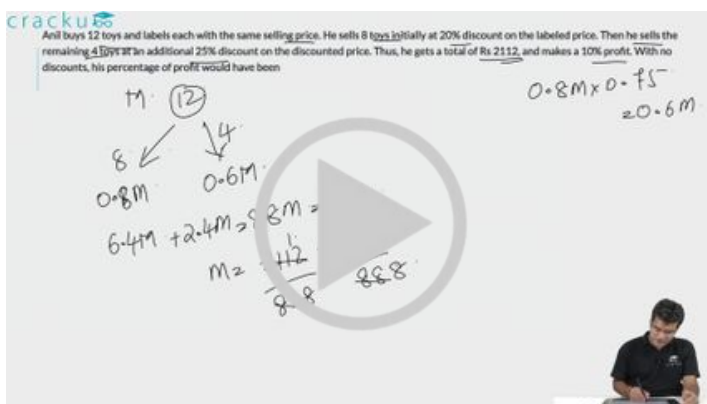 cracku
Anil buys 12 toys and labels each with the same selling price. He sells 8 toys initially at 20% discount on the labeled price. Then he sells the
remaining 4 toys at an additional 25% discount on the discounted price. Thus, he gets a total of Rs 2112, and makes a 10% profit. With no
discounts, his percentage of profit would have been
M. 12
0.8M x 0.75
=0.6M
8 4
0.8M 0.6M
6.4M + 2.4M = 8.8M =
M =
8.8